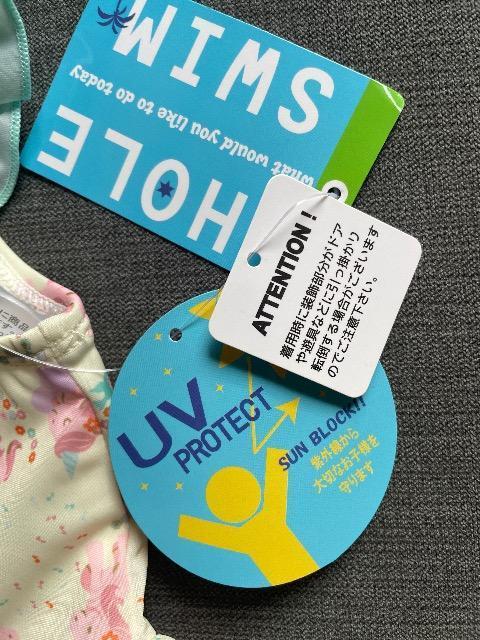 HOLE
what would you like to do today
SWIM
ATTENTION !
着用時に装飾部分がドア
や遊具などに引っ掛かり
転倒する場合がございます
のでご注意下さい。
UV
PROTECT
SUN BLOCK!!
紫外線から
大切なお子様を
守ります